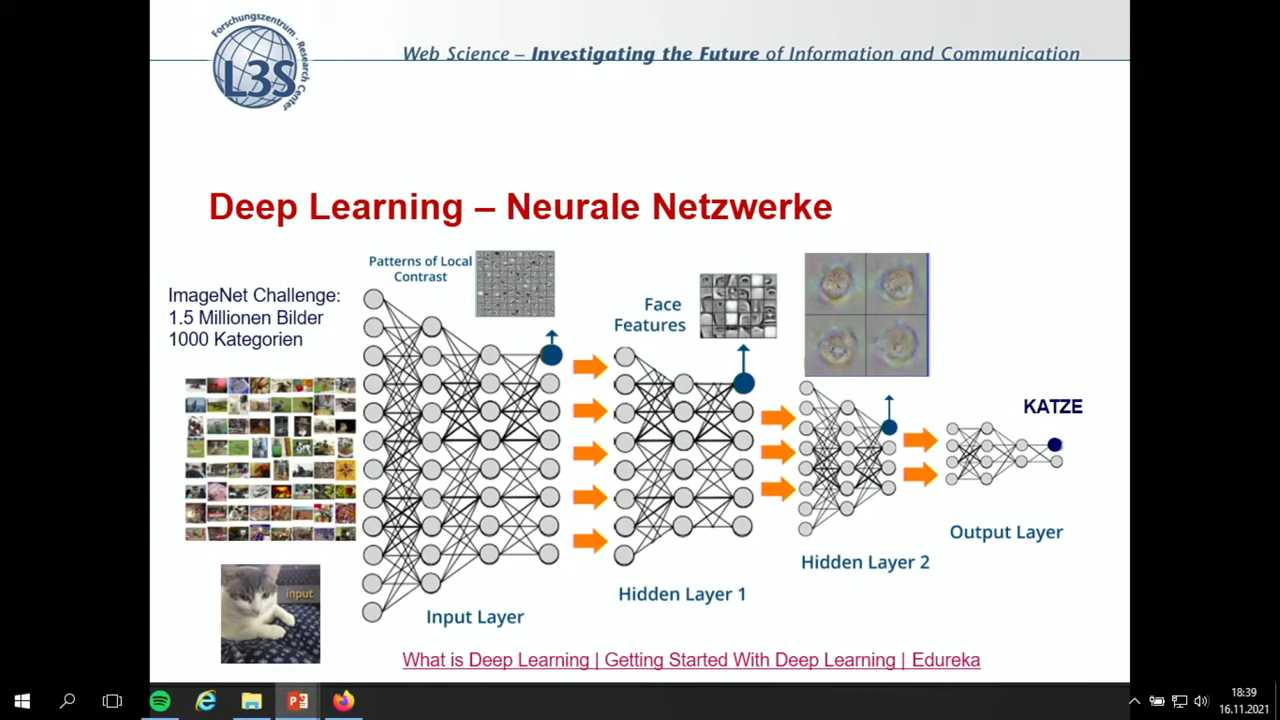 Forschungszentrum - Research Center
L3S
Web Science – Investigating the Future of Information and Communication
Deep Learning – Neurale Netzwerke
Patterns of Local
Contrast
ImageNet Challenge:
1.5 Millionen Bilder
1000 Kategorien
Face
Features
KATZE
Output Layer
Hidden Layer 2
Hidden Layer 1
input
Input Layer
What is Deep Learning | Getting Started With Deep Learning | Edureka
18:39
16.11.2021